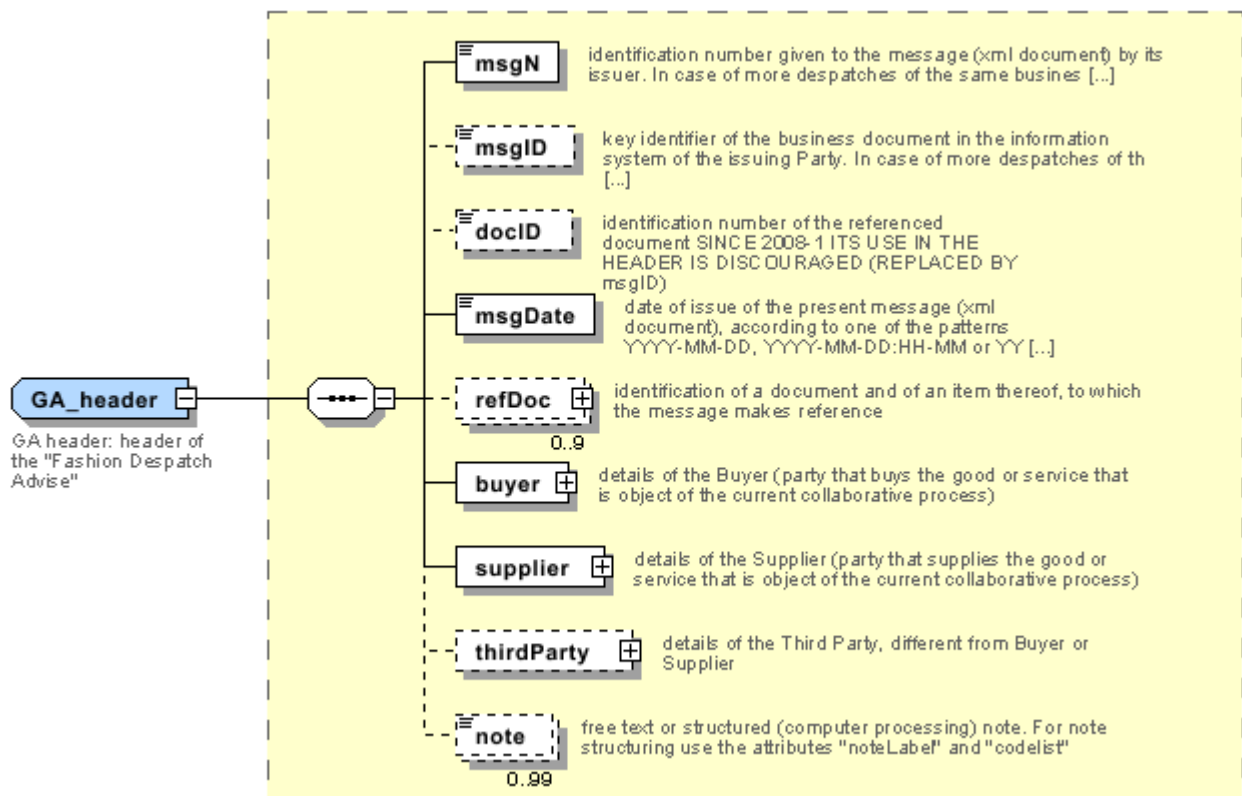 msgN
identification number given to the message (xml document) by its
issuer. In case of more despatches of the same busines [...]
msgID
key identifier of the business document in the information
system of the issuing Party. In case of more despatches of th
[...]
docID
identification number of the referenced
document SINCE 2008-1 ITS USE IN THE
HEADER IS DISCOURAGED (REPLACED BY
msgID)
msgDate
date of issue of the present message (xml
document), according to one of the patterns
YYYY-MM-DD, YYYY-MM-DD:HH-MM or YY [...]
GA_header
GA header: header of
the "Fashion Despatch
Advise"
refDoc
0..9
identification of a document and of an item thereof, to which
the message makes reference
buyer
details of the Buyer (party that buys the good or service that
is object of the current collaborative process)
supplier
details of the Supplier (party that supplies the good or
service that is object of the current collaborative process)
thirdParty
details of the Third Party, different from Buyer or
Supplier
note
0..99
free text or structured (computer processing) note. For note
structuring use the attributes "noteLabel" and "codelist"